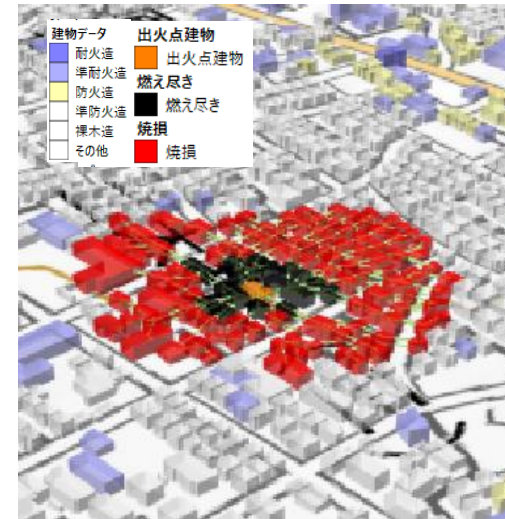 建物データ
耐火造
準耐火造
防火造
準防火造
裸木造
その他
出火点建物
出火点建物
燃え尽き
燃え尽き
焼損
焼損